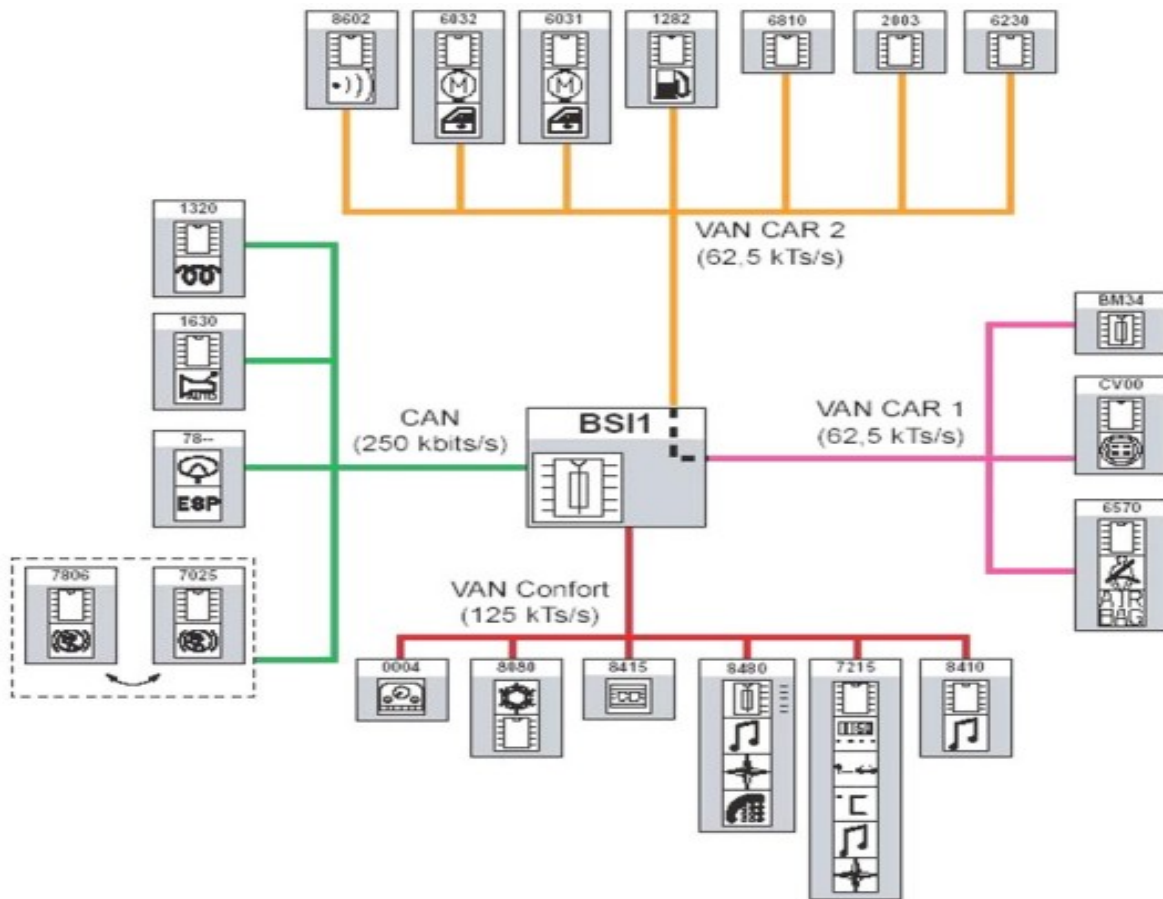 8602
6032
6031
1282
6810
2003
6230
M
M
VAN CAR 2
(62,5 kTs/s)
1320
1630
AUTO
78--
ESP
7806
7025
CAN
(250 kbits/s)
BSI1
VAN CAR 1
(62,5 kTs/s)
BM34
CV00
6570
AIR
BAG
VAN Confort
(125 kTs/s)
0004
8080
8415
8480
7215
8410